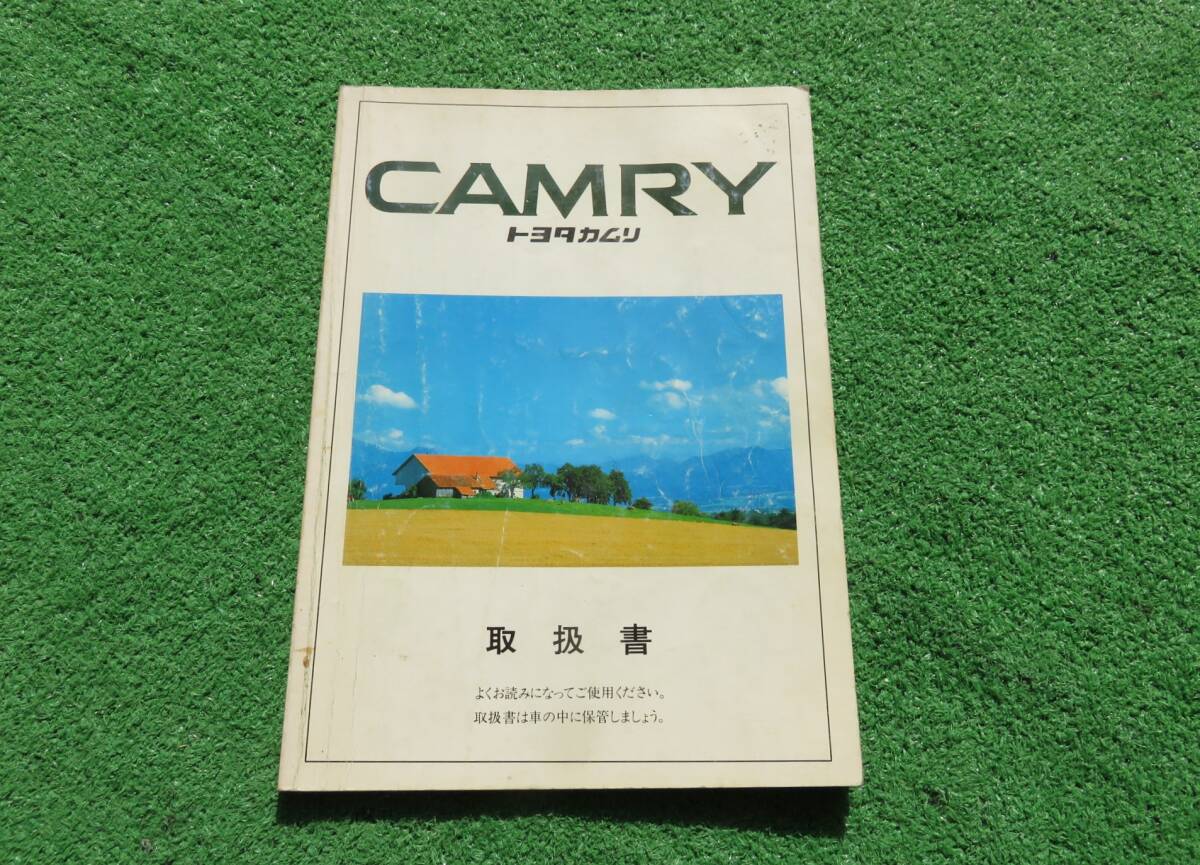 CAMRY
トヨタカムリ
取扱書
よくお読みになってご使用ください。
取扱書は車の中に保管しましょう。